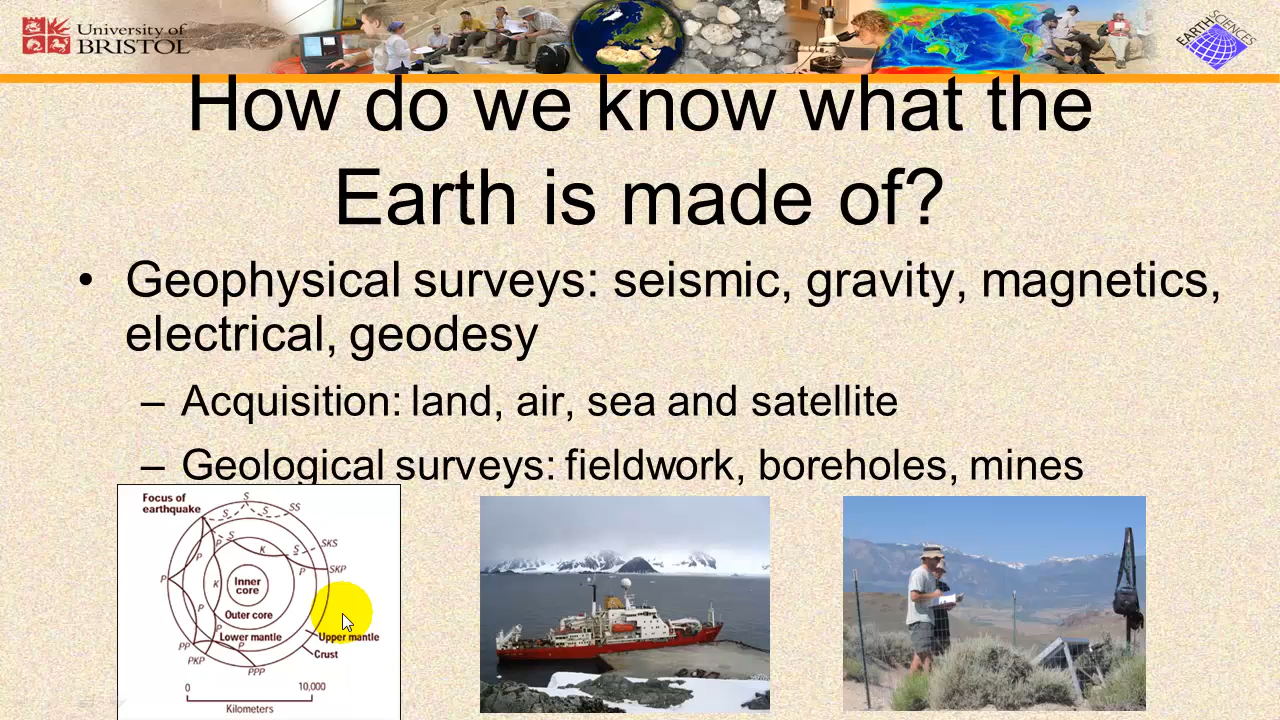 University of
BRISTOL
EARTH SCIENCES
How do we know what the
Earth is made of?
• Geophysical surveys: seismic, gravity, magnetics,
electrical, geodesy
– Acquisition: land, air, sea and satellite
– Geological surveys: fieldwork, boreholes, mines
Focus of
earthquake
S
SS
S
S
S
SKS
P
K
S
P
P
SKP
P
K
Inner
core
P
P
Outer core
Lower mantle
Upper mantle
PP
P
Crust
PKP
PPP
0
10,000
Kilometers